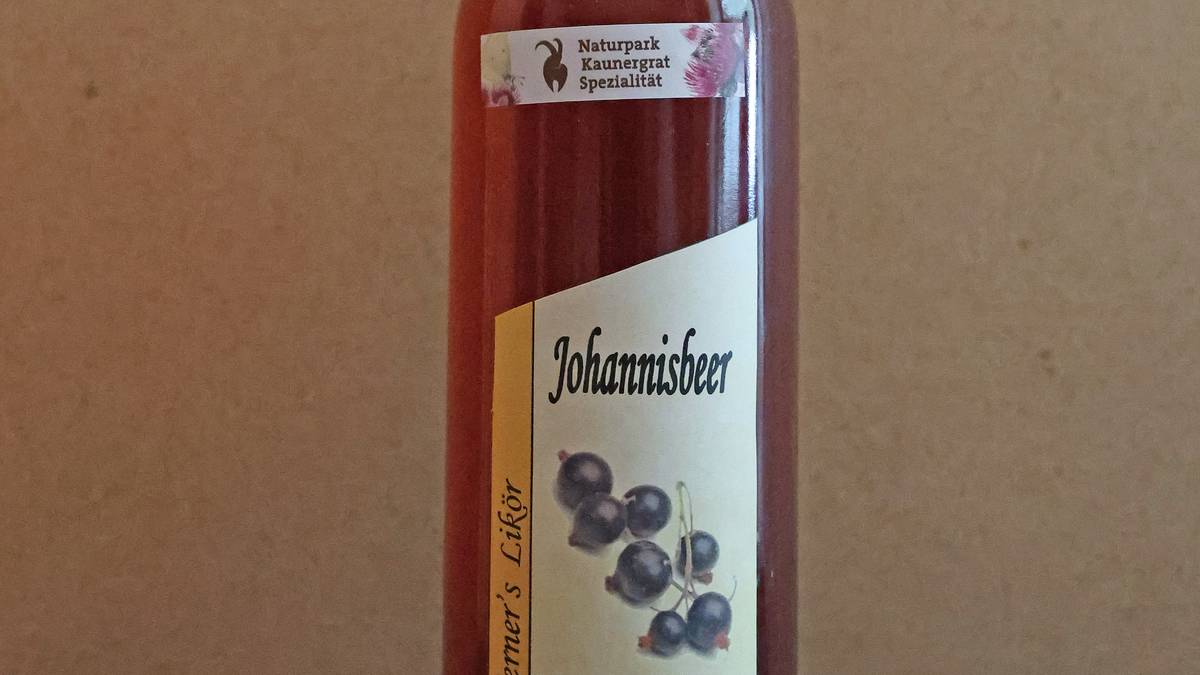 Naturpark
Kaunergrat
Spezialität
Johannisbeer
Likör